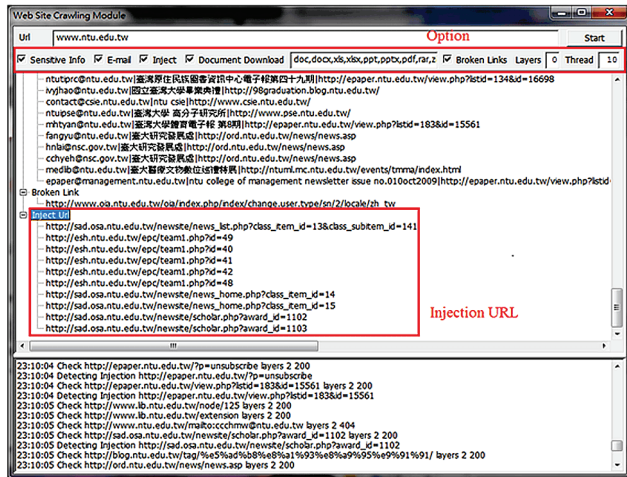 Web Site Crawling Module
Url www.ntu.edu.tw Option Start
Sensitive Info E-mail Inject Document Download doc,docx,xls,xlsx,ppt,pptx,pdf,rar,z Broken Links Layers 0 Thread 10
ntutiprc@ntu.edu.tw|臺灣原住民族圖書資訊中心電子報第四十九期|http://epaper.ntu.edu.tw/view.php?listid=134&id=16698
ivyjhao@ntu.edu.tw|國立臺灣大學畢業典禮|http://98graduation.blog.ntu.edu.tw/
contact@csie.ntu.edu.tw|ntu csie|http://www.csie.ntu.edu.tw/
ntuipse@ntu.edu.tw|臺灣大學 高分子研究所|http://www.pse.ntu.edu.tw/
mhtyan@ntu.edu.tw|臺灣大學體育電子報 第8期|http://epaper.ntu.edu.tw/view.php?listid=183&id=15561
fangyu@ntu.edu.tw|臺大研究發展處|http://ord.ntu.edu.tw/news/news.asp
hnlai@nsc.gov.tw|臺大研究發展處|http://ord.ntu.edu.tw/news/news.asp
cchyeh@nsc.gov.tw|臺大研究發展處|http://ord.ntu.edu.tw/news/news.asp
medlib@ntu.edu.tw|臺大醫療文物數位巡禮特展|http://ntuml.mc.ntu.edu.tw/events/tmma/index.html
epaper@management.ntu.edu.tw|ntu college of management newsletter issue no.010oct2009|http://epaper.ntu.edu.tw/view.php?listid
Broken Link
http://www.oia.ntu.edu.tw/oia/index.php/index/change.user.type/sn/2/locale/zh_tw
Inject Url
http://sad.osa.ntu.edu.tw/newsite/news_list.php?class_item_id=13&class_subitem_id=141
http://esh.ntu.edu.tw/epc/team1.php?id=49
http://esh.ntu.edu.tw/epc/team1.php?id=40
http://esh.ntu.edu.tw/epc/team1.php?id=41
http://esh.ntu.edu.tw/epc/team1.php?id=42
http://esh.ntu.edu.tw/epc/team1.php?id=48
http://sad.osa.ntu.edu.tw/newsite/news_home.php?class_item_id=14
http://sad.osa.ntu.edu.tw/newsite/news_home.php?class_item_id=15
Injection URL
http://sad.osa.ntu.edu.tw/newsite/scholar.php?award_id=1102
http://sad.osa.ntu.edu.tw/newsite/scholar.php?award_id=1103
23:10:04 Check http://epaper.ntu.edu.tw/?p=unsubscribe layers 2 200
23:10:04 Detecting Injection http://epaper.ntu.edu.tw/?p=unsubscribe
23:10:04 Check http://epaper.ntu.edu.tw/view.php?listid=183&id=15561 layers 2 200
23:10:04 Detecting Injection http://epaper.ntu.edu.tw/view.php?listid=183&id=15561
23:10:05 Check http://www.lib.ntu.edu.tw/node/125 layers 2 200
23:10:05 Check http://www.lib.ntu.edu.tw/extension layers 2 200
23:10:05 Check http://www.ntu.edu.tw/mailto:ccchmw@ntu.edu.tw layers 2 404
23:10:05 Check http://sad.osa.ntu.edu.tw/newsite/scholar.php?award_id=1102 layers 2 200
23:10:05 Detecting Injection http://sad.osa.ntu.edu.tw/newsite/scholar.php?award_id=1102
23:10:05 Check http://blog.ntu.edu.tw/tag/%e5%ad%b8%e8%a1%93%e8%a9%95%e9%91%91/ layers 2 200
23:10:05 Check http://ord.ntu.edu.tw/news/news.asp layers 2 200